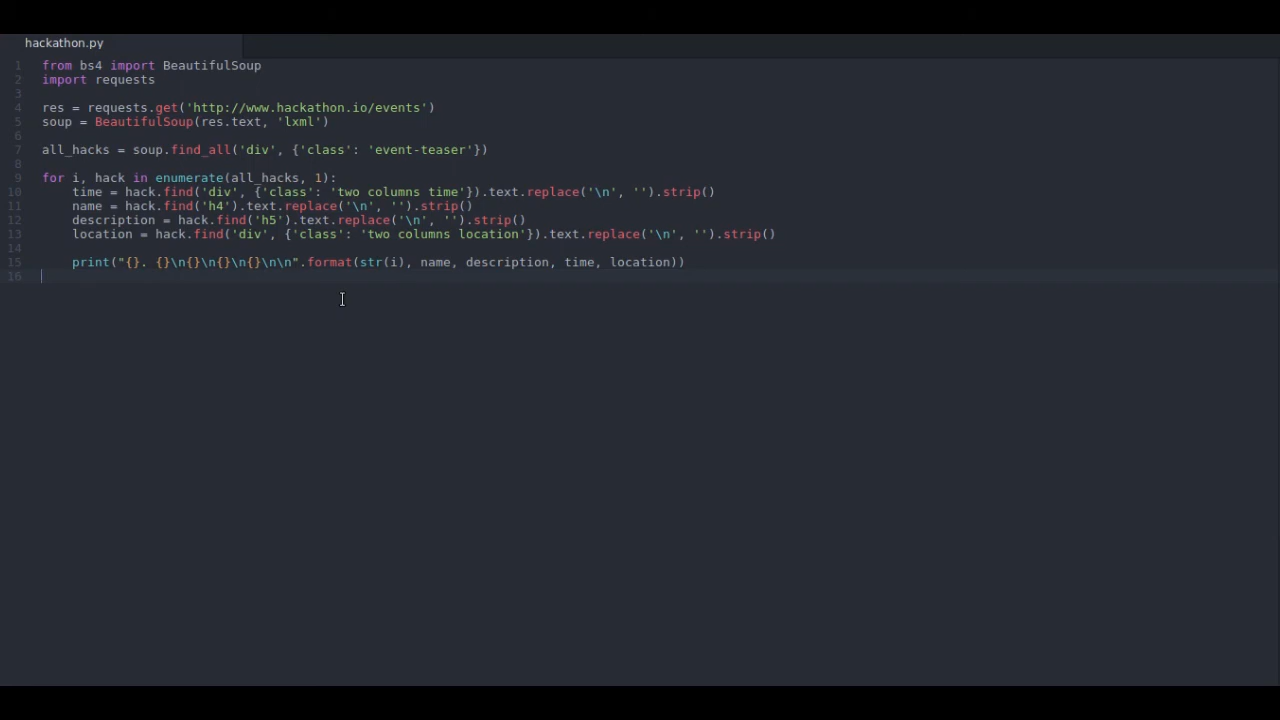 hackathon.py
1 from bs4 import BeautifulSoup
2 import requests
3
4 res = requests.get('http://www.hackathon.io/events')
5 soup = BeautifulSoup(res.text, 'lxml')
6
7 all_hacks = soup.find_all('div', {'class': 'event-teaser'})
8
9 for i, hack in enumerate(all_hacks, 1):
10     time = hack.find('div', {'class': 'two columns time'}).text.replace('\n', '').strip()
11     name = hack.find('h4').text.replace('\n', '').strip()
12     description = hack.find('h5').text.replace('\n', '').strip()
13     location = hack.find('div', {'class': 'two columns location'}).text.replace('\n', '').strip()
14
15     print("{}. {}\n{}\n{}\n{}\n\n".format(str(i), name, description, time, location))
16